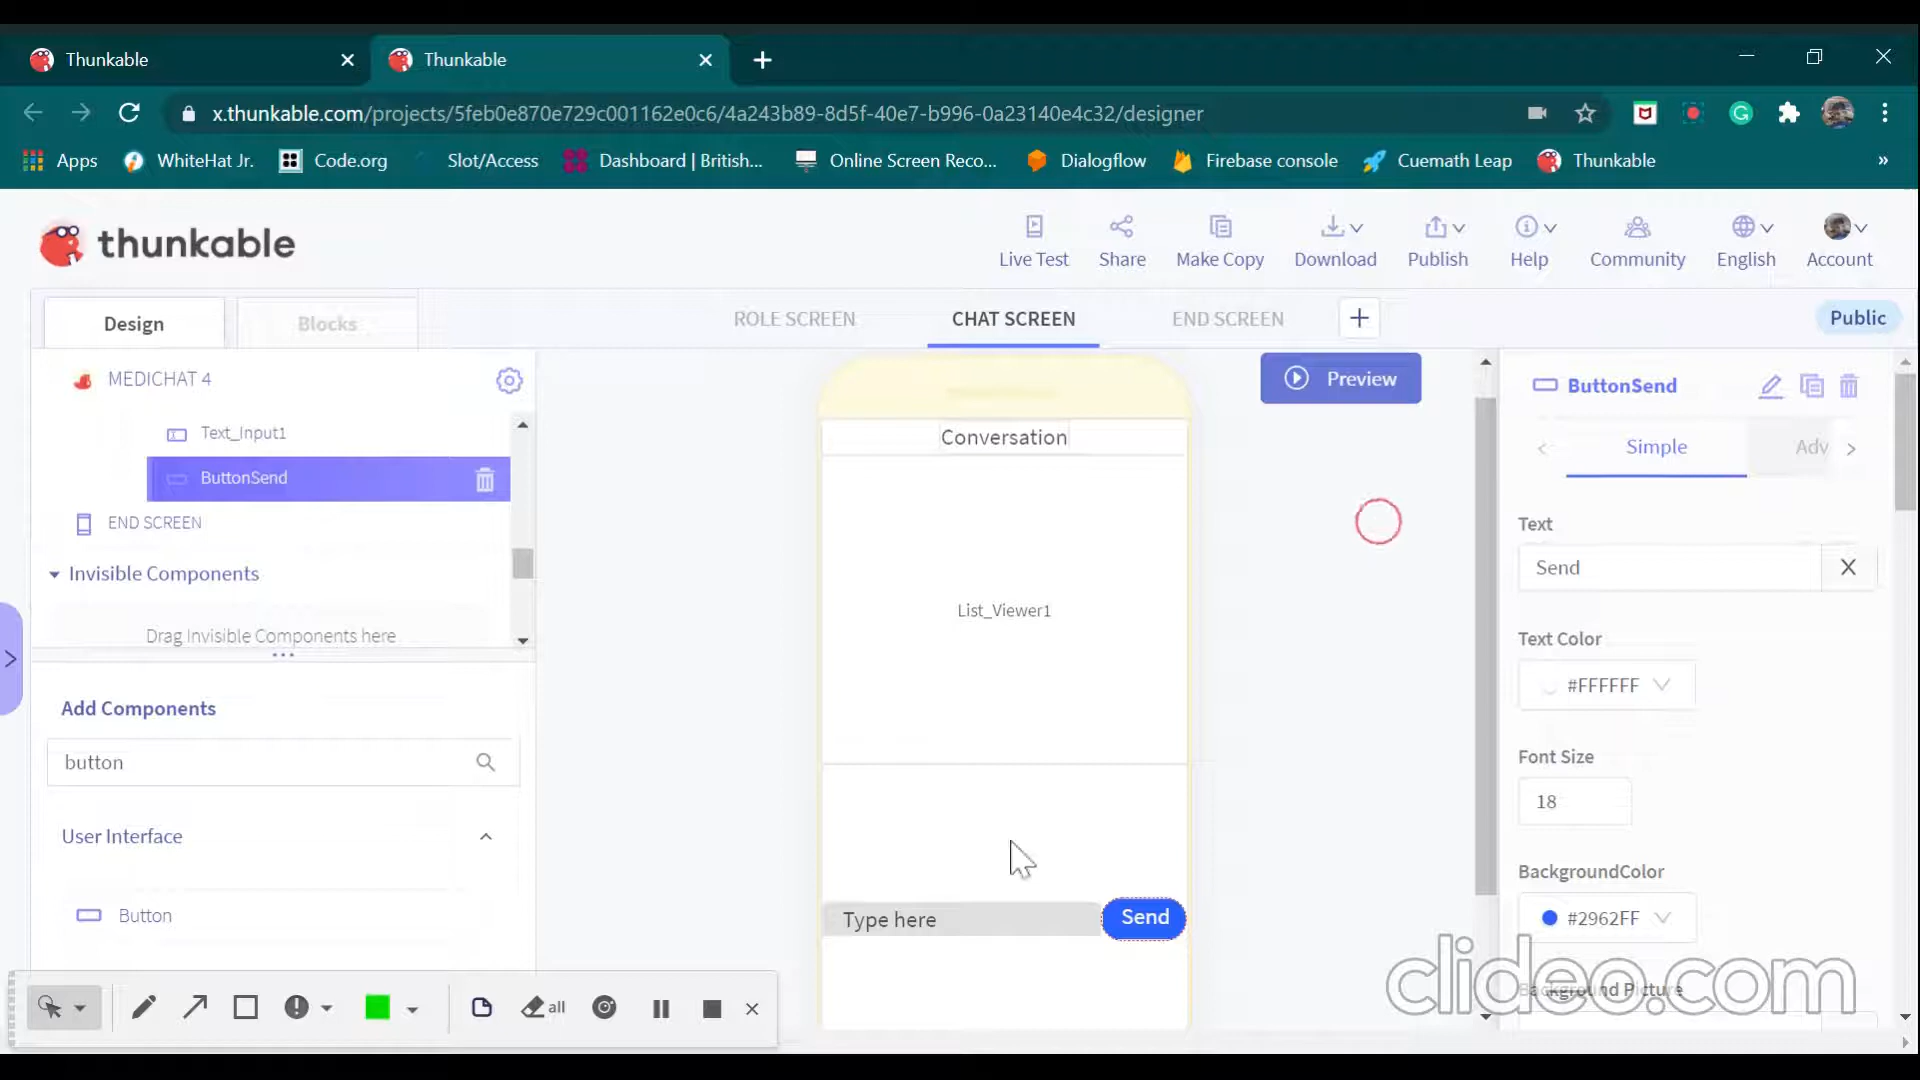 Thunkable
Thunkable
x.thunkable.com/projects/5feb0e870e729c001162e0c6/4a243b89-8d5f-40e7-b996-0a23140e4c32/designer
Apps WhiteHat Jr. Code.org Slot/Access Dashboard | British... Online Screen Reco... Dialogflow Firebase console Cuemath Leap Thunkable »
thunkable
Live Test Share Make Copy Download Publish Help Community English Account
Design Blocks
ROLE SCREEN CHAT SCREEN END SCREEN
Public
MEDICHAT 4
Text_Input1
ButtonSend
END SCREEN
Invisible Components
Drag Invisible Components here
Add Components
button
User Interface
Button
Preview
Conversation
List_Viewer1
Type here
Send
ButtonSend
Simple Adv
Text
Send X
Text Color
#FFFFFF
Font Size
18
BackgroundColor
#2962FF
Background Picture
clideo.com
all